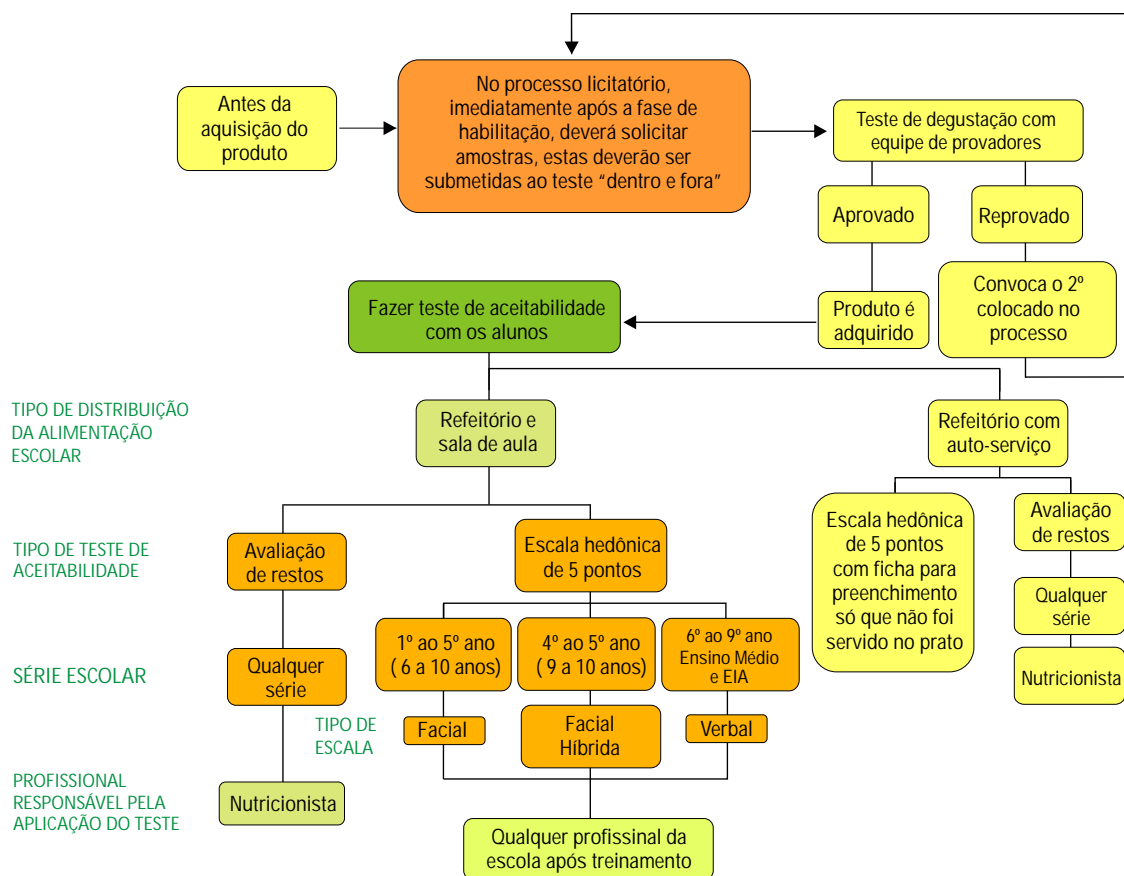 Antes da
aquisição do
produto
No processo licitatório,
imediatamente após a fase de
habilitação, deverá solicitar
amostras, estas deverão ser
submetidas ao teste “dentro e fora”
Teste de degustação com
equipe de provadores
Aprovado
Reprovado
Fazer teste de aceitabilidade
com os alunos
Produto é
adquirido
Convoca o 2º
colocado no
processo
TIPO DE DISTRIBUIÇÃO
DA ALIMENTAÇÃO
ESCOLAR
Refeitório e
sala de aula
Refeitório com
auto-serviço
TIPO DE TESTE DE
ACEITABILIDADE
Avaliação
de restos
Escala hedônica
de 5 pontos
Escala hedônica
de 5 pontos
com ficha para
preenchimento
só que não foi
servido no prato
Avaliação
de restos
Qualquer
série
Nutricionista
SÉRIE ESCOLAR
Qualquer
série
1º ao 5º ano
( 6 a 10 anos)
4º ao 5º ano
( 9 a 10 anos)
6º ao 9º ano
Ensino Médio
e EIA
TIPO DE
ESCALA
Facial
Facial
Híbrida
Verbal
PROFISSIONAL
RESPONSÁVEL PELA
APLICAÇÃO DO TESTE
Nutricionista
Qualquer profissinal da
escola após treinamento